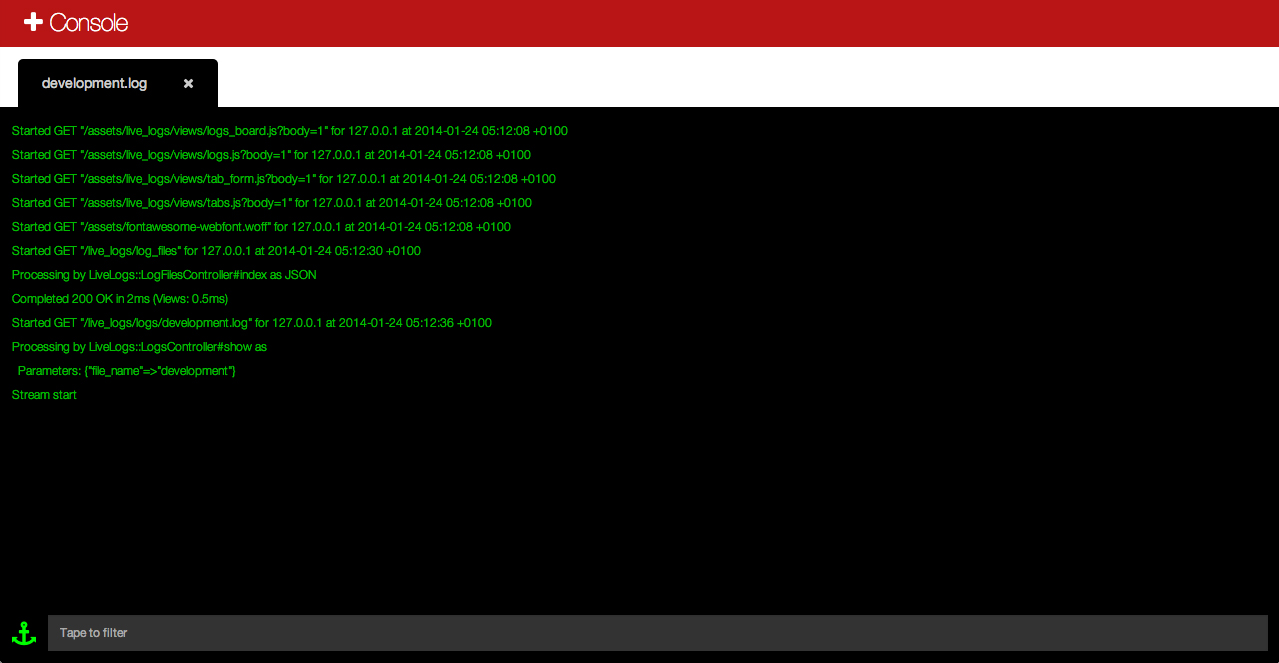 Console
development.log
Started GET "/assets/live_logs/views/logs_board.js?body=1" for 127.0.0.1 at 2014-01-24 05:12:08 +0100
Started GET "/assets/live_logs/views/logs.js?body=1" for 127.0.0.1 at 2014-01-24 05:12:08 +0100
Started GET "/assets/live_logs/views/tab_form.js?body=1" for 127.0.0.1 at 2014-01-24 05:12:08 +0100
Started GET "/assets/live_logs/views/tabs.js?body=1" for 127.0.0.1 at 2014-01-24 05:12:08 +0100
Started GET "/assets/fontawesome-webfont.woff" for 127.0.0.1 at 2014-01-24 05:12:08 +0100
Started GET "/live_logs/log_files" for 127.0.0.1 at 2014-01-24 05:12:30 +0100
Processing by LiveLogs::LogFilesController#index as JSON
Completed 200 OK in 2ms (Views: 0.5ms)
Started GET "/live_logs/logs/development.log" for 127.0.0.1 at 2014-01-24 05:12:36 +0100
Processing by LiveLogs::LogsController#show as
Parameters: {"file_name"=>"development"}
Stream start
Tape to filter